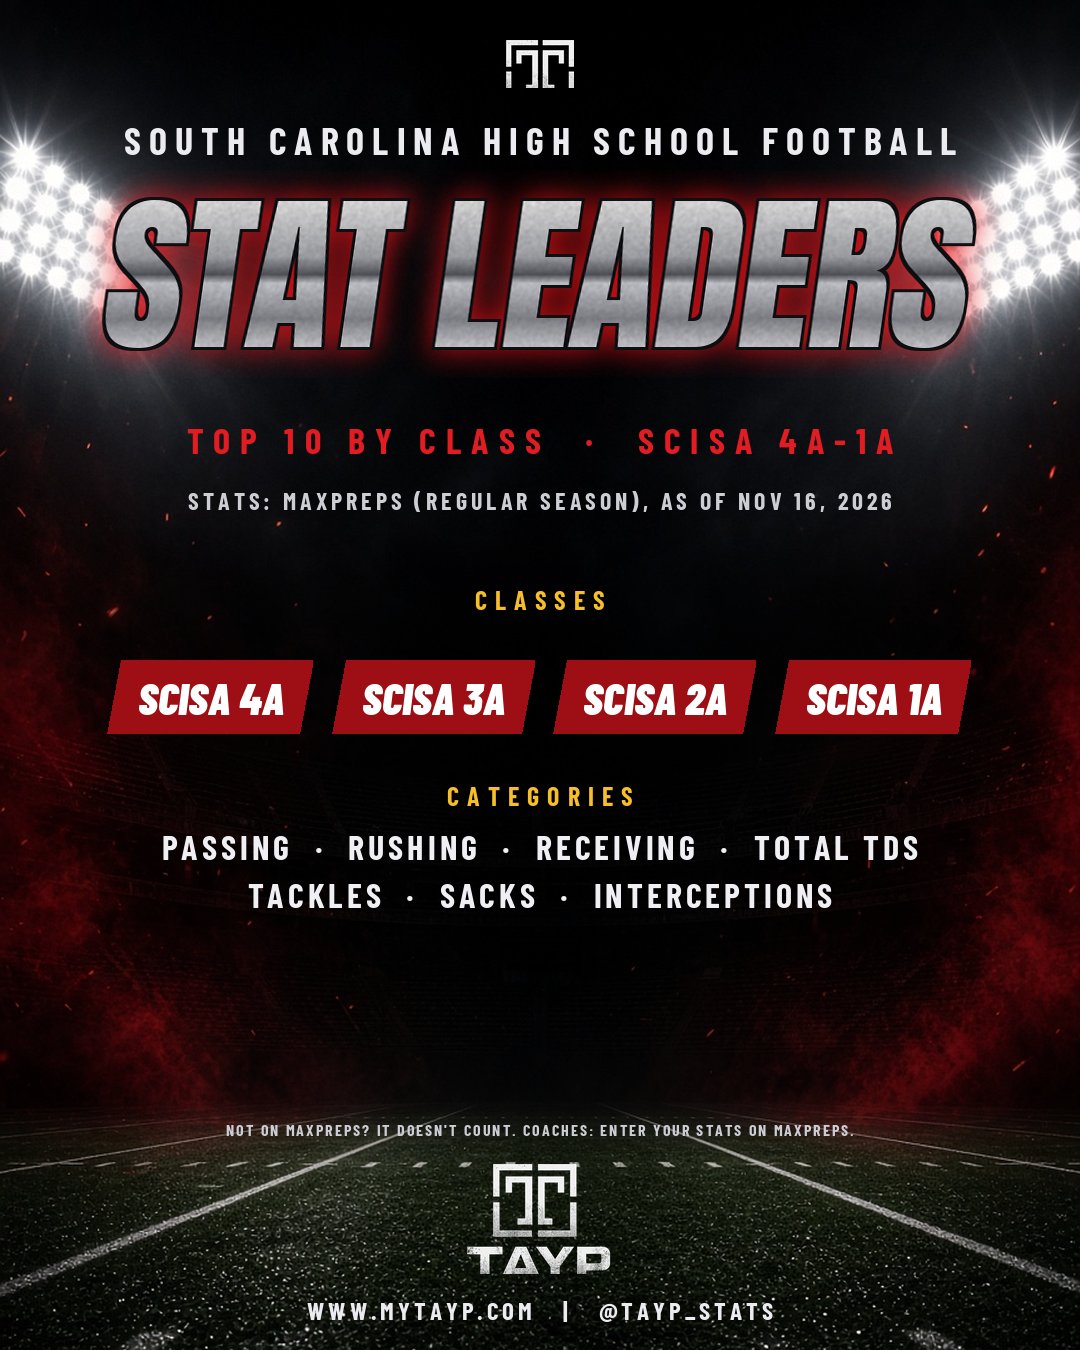 SOUTH CAROLINA HIGH SCHOOL FOOTBALL
STAT LEADERS
TOP 10 BY CLASS · SCISA 4A-1A
STATS: MAXPREPS (REGULAR SEASON), AS OF NOV 16, 2026
CLASSES
SCISA 4A SCISA 3A SCISA 2A SCISA 1A
CATEGORIES
PASSING · RUSHING · RECEIVING · TOTAL TDS
TACKLES · SACKS · INTERCEPTIONS
NOT ON MAXPREPS? IT DOESN'T COUNT. COACHES: ENTER YOUR STATS ON MAXPREPS.
TAYP
WWW.MYTAYP.COM | @TAYP_STATS